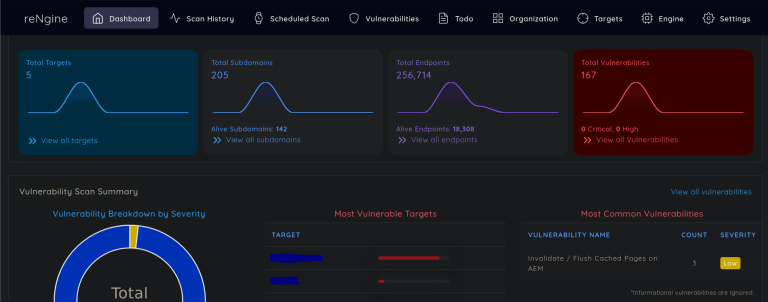 reNgine Dashboard Scan History Scheduled Scan Vulnerabilities Todo Organization Targets Engine Settings
Total Targets
5
View all targets
Total Subdomains
205
Alive Subdomains: 142
View all subdomains
Total Endpoints
256,714
Alive Endpoints: 18,308
View all endpoints
Total Vulnerabilities
167
0 Critical, 0 High
View all Vulnerabilities
Vulnerability Scan Summary
View all vulnerabilities
Vulnerability Breakdown by Severity
Total
Most Vulnerable Targets
TARGET
Most Common Vulnerabilities
VULNERABILITY NAME COUNT SEVERITY
Invalidate / Flush Cached Pages on
AEM
3 Low
*Informational vulnerabilities are ignored.